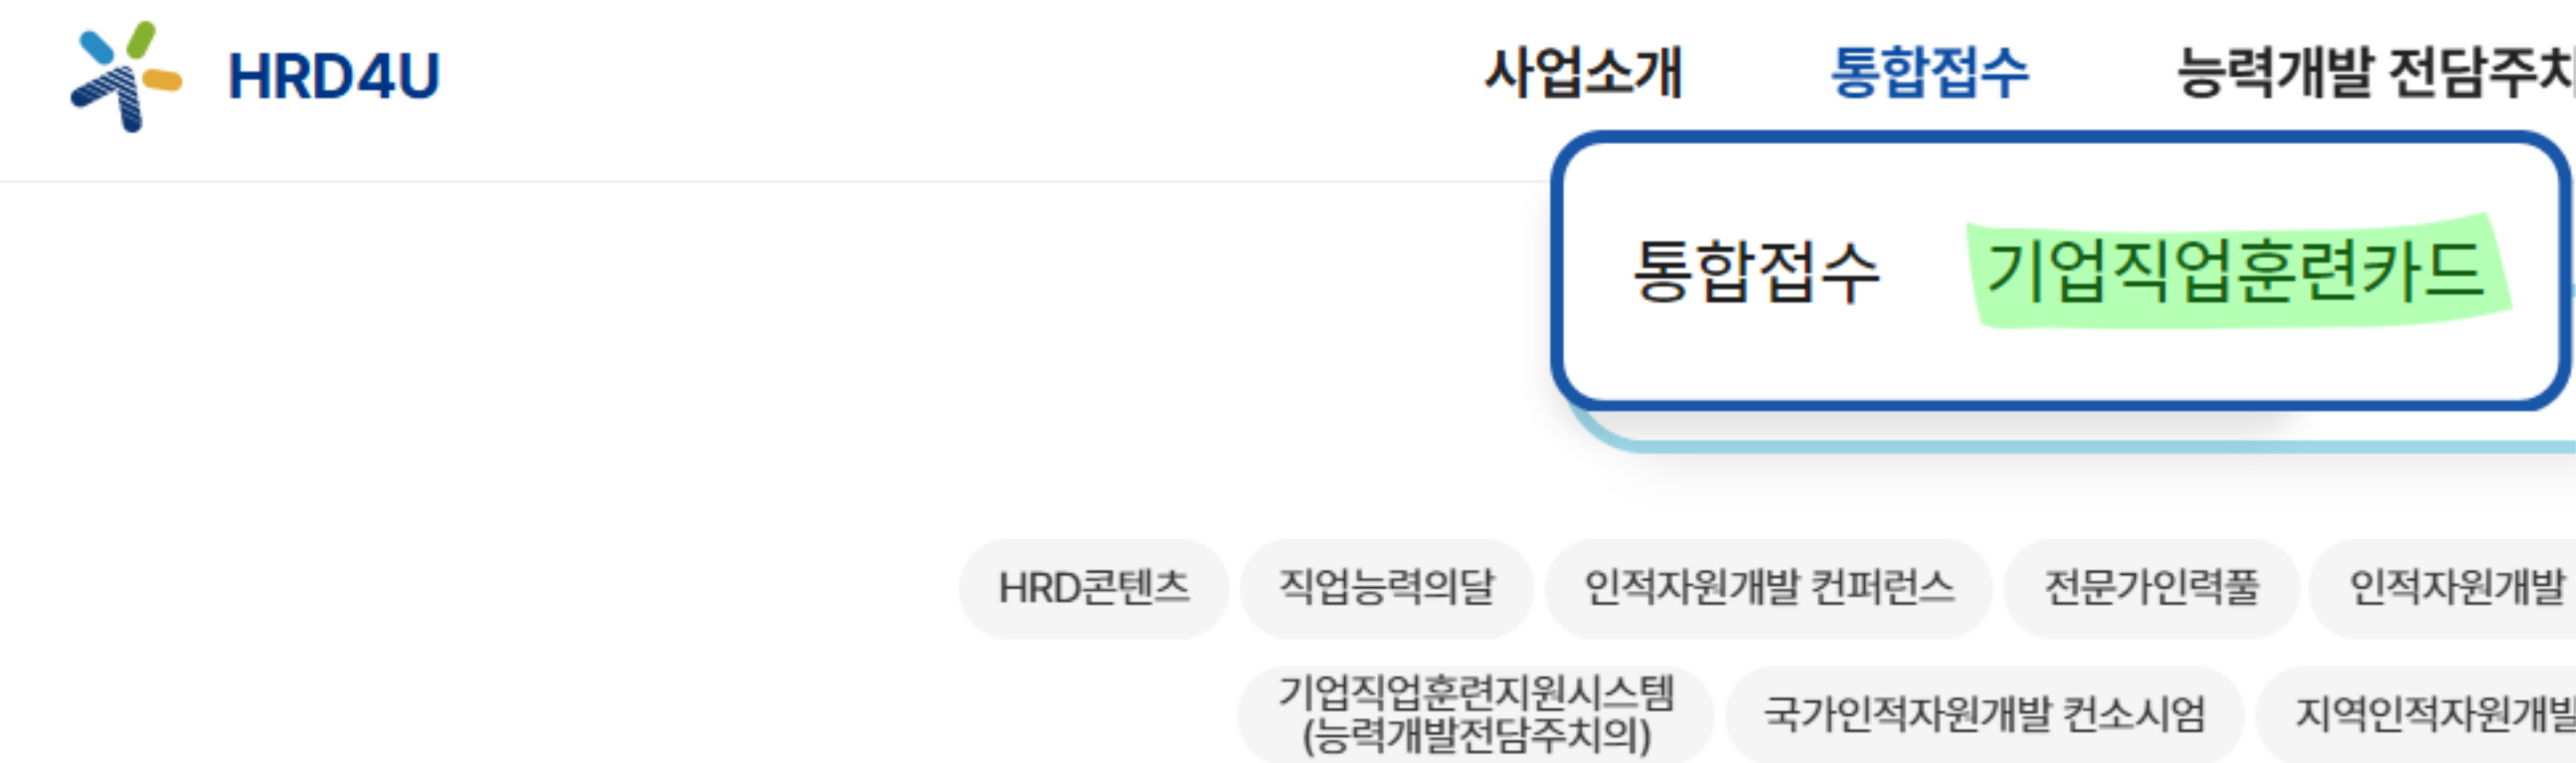 HRD4U
사업소개 통합접수 능력개발 전담주치
통합접수 기업직업훈련카드
HRD콘텐츠 직업능력의달 인적자원개발 컨퍼런스 전문가인력풀 인적자원개발
기업직업훈련지원시스템
(능력개발전담주치의)
국가인적자원개발 컨소시엄 지역인적자원개발